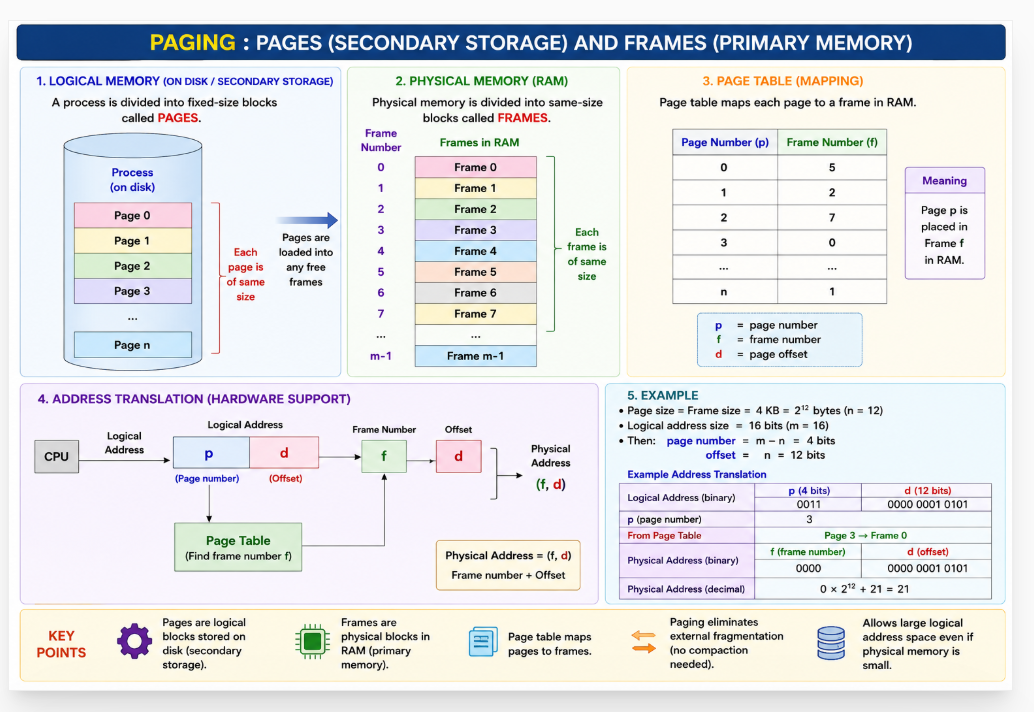 PAGING : PAGES (SECONDARY STORAGE) AND FRAMES (PRIMARY MEMORY)
1. LOGICAL MEMORY (ON DISK / SECONDARY STORAGE)
A process is divided into fixed-size blocks
called PAGES.
Process
(on disk)
Page 0
Page 1
Page 2
Page 3
...
Page n
Each
page is
of same
size
Pages are
loaded into
any free
frames
2. PHYSICAL MEMORY (RAM)
Physical memory is divided into same-size
blocks called FRAMES.
Frame
Number
Frames in RAM
0 Frame 0
1 Frame 1
2 Frame 2
3 Frame 3
4 Frame 4
5 Frame 5
6 Frame 6
7 Frame 7
... ...
m-1 Frame m-1
Each
frame is
of same
size
3. PAGE TABLE (MAPPING)
Page table maps each page to a frame in RAM.
Page Number (p) Frame Number (f)
0 5
1 2
2 7
3 0
... ...
n 1
Meaning
Page p is
placed in
Frame f
in RAM.
p = page number
f = frame number
d = page offset
4. ADDRESS TRANSLATION (HARDWARE SUPPORT)
CPU
Logical
Address
Logical Address
p d
(Page number) (Offset)
Page Table
(Find frame number f)
Frame Number Offset
f d
Physical
Address
(f, d)
Physical Address = (f, d)
Frame number + Offset
5. EXAMPLE
• Page size = Frame size = 4 KB = 2¹² bytes (n = 12)
• Logical address size = 16 bits (m = 16)
• Then: page number = m − n = 4 bits
offset = n = 12 bits
Example Address Translation
Logical Address (binary) p (4 bits) d (12 bits)
0011 0000 0001 0101
p (page number) 3
From Page Table Page 3 → Frame 0
Physical Address (binary) f (frame number) d (offset)
0000 0000 0001 0101
Physical Address (decimal) 0 × 2¹² + 21 = 21
KEY
POINTS
Pages are logical
blocks stored on
disk (secondary
storage).
Frames are
physical blocks in
RAM (primary
memory).
Page table maps
pages to frames.
Paging eliminates
external fragmentation
(no compaction
needed).
Allows large logical
address space even if
physical memory is
small.